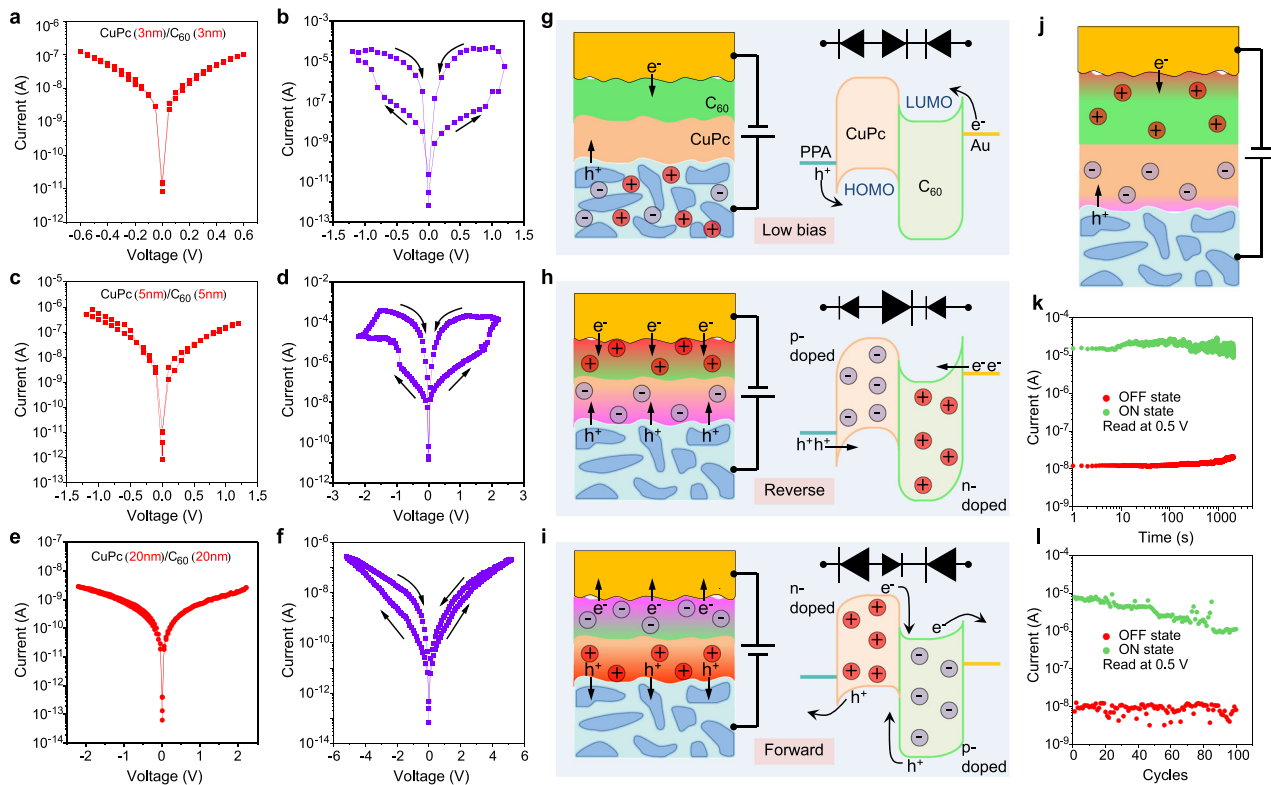 a
CuPc (3nm)/C60 (3nm)
Current (A)
10-6
10-7
10-8
10-9
10-10
10-11
10-12
-0.6 -0.4 -0.2 0.0 0.2 0.4 0.6
Voltage (V)
b
Current (A)
10-3
10-5
10-7
10-9
10-11
10-13
-1.0 -0.5 0.0 0.5 1.0
Voltage (V)
c
CuPc (5nm)/C60 (5nm)
Current (A)
10-5
10-6
10-7
10-8
10-9
10-10
10-11
10-12
10-13
-1.5 -1.0 -0.5 0.0 0.5 1.0 1.5
Voltage (V)
d
Current (A)
10-2
10-4
10-6
10-8
10-10
10-12
-3 -2 -1 0 1 2 3
Voltage (V)
e
CuPc (20nm)/C60 (20nm)
Current (A)
10-6
10-7
10-8
10-9
10-10
10-11
10-12
10-13
10-14
-2 -1 0 1 2
Voltage (V)
f
Current (A)
10-6
10-8
10-10
10-12
10-14
-6 -4 -2 0 2 4 6
Voltage (V)
g
e-
C60
CuPc
h+
+ + + + + +
- - - -
Low bias
CuPc
LUMO
e-
Au
PPA
h+
HOMO
C60
h
e- e- e-
+ + + + +
- - - - -
h+ h+ h+
Reverse
p-doped
- - - - -
e-e-
+ + + + +
h+h+
n-doped
i
e- e- e-
- - - - -
h+ h+ h+
+ + + + +
Forward
n-doped
e-
e-
+ + + + +
- - - - -
h+
h+
p-doped
j
e-
+ + + + +
- - - - -
h+
k
Current (A)
10-4
10-5
10-6
10-7
10-8
10-9
OFF state
ON state
Read at 0.5 V
1 10 100 1000
Time (s)
l
Current (A)
10-4
10-5
10-6
10-7
10-8
10-9
OFF state
ON state
Read at 0.5 V
0 20 40 60 80 100
Cycles